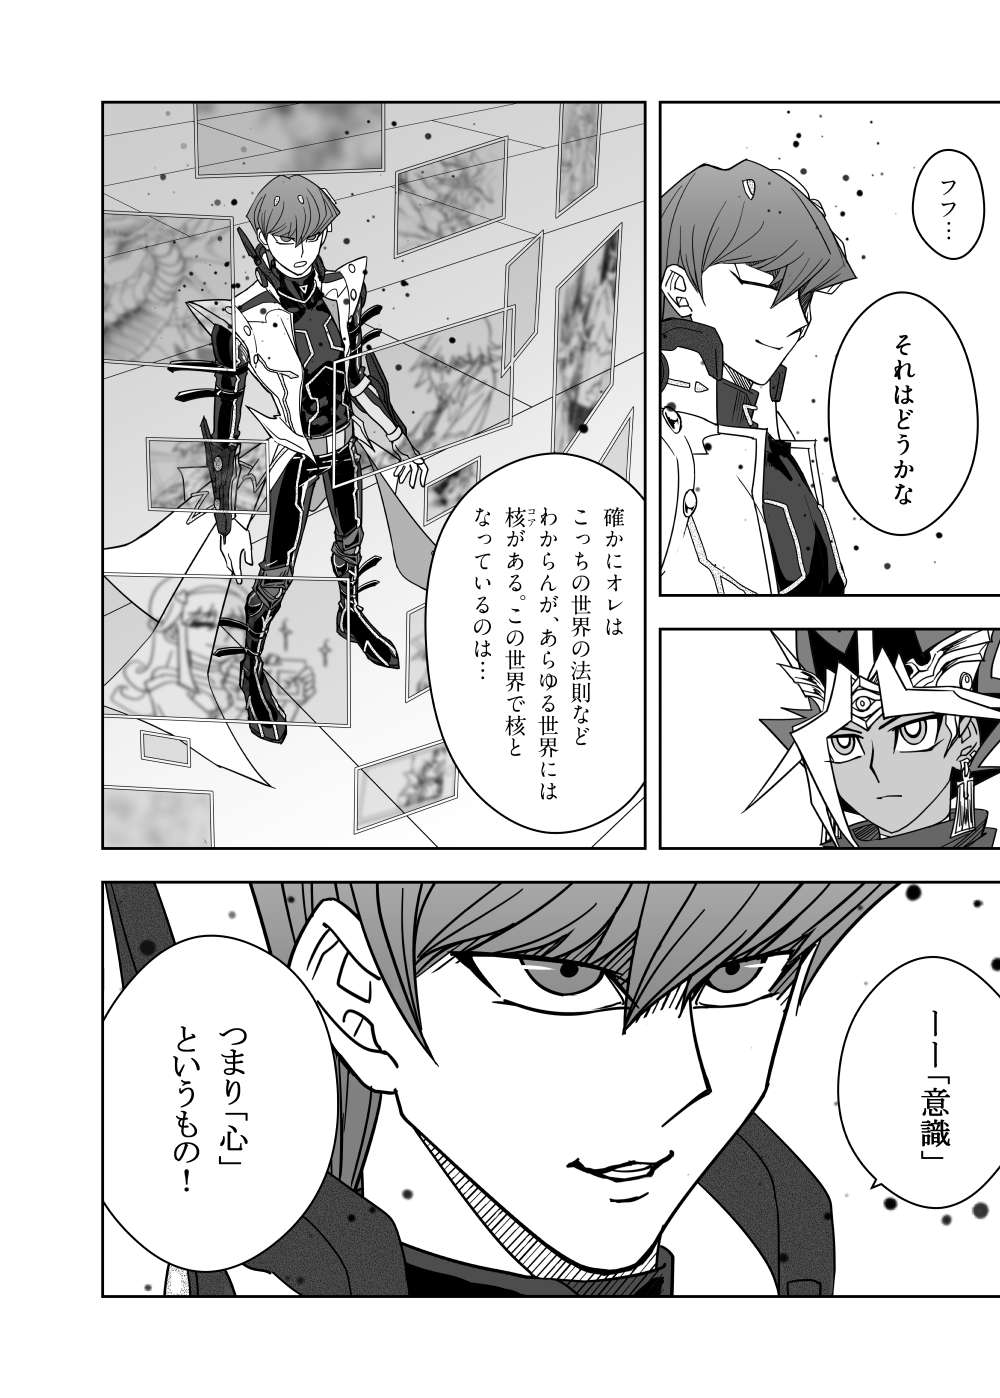 フフ…
それはどうかな
確かにオレは
こっちの世界の法則など
わからんが、あらゆる世界には
核がある。この世界で核と
コア
なっているのは…
ーー「意識」
つまり「心」
というもの！